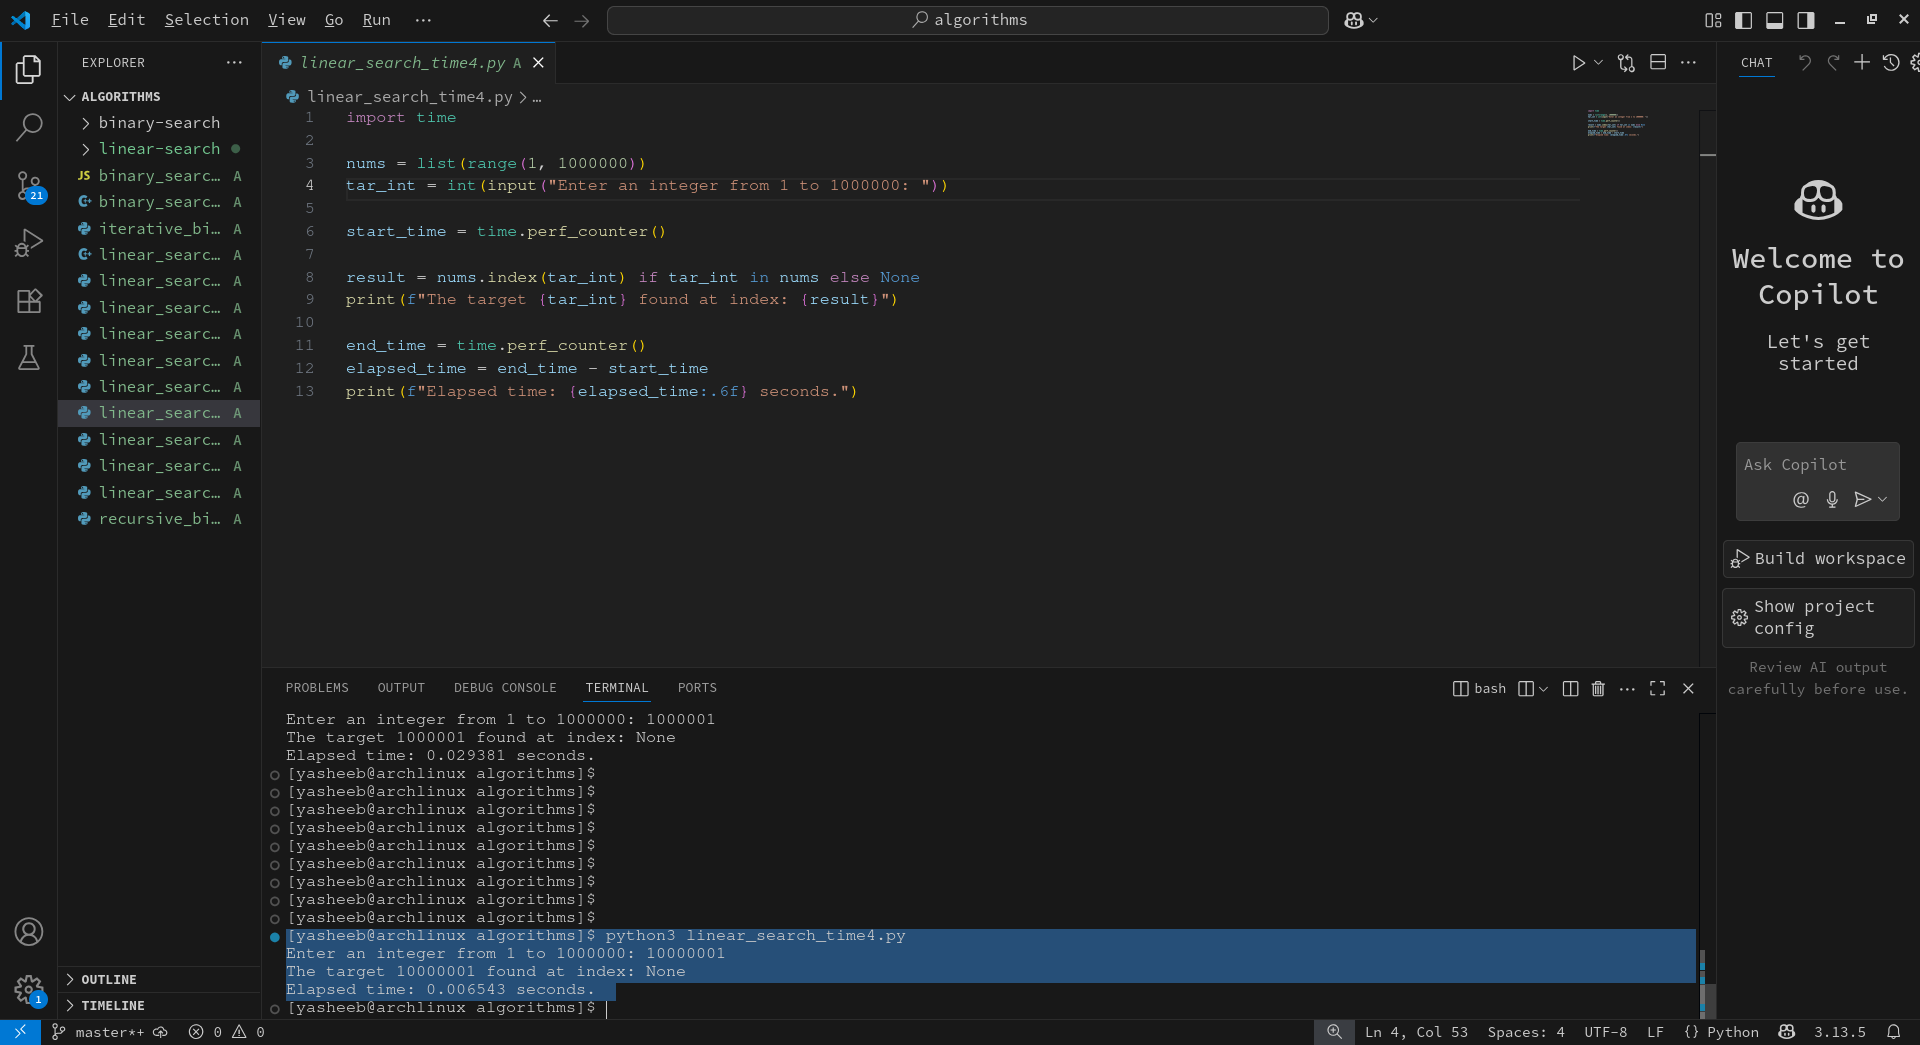 File Edit Selection View Go Run ···
algorithms
EXPLORER ···
linear_search_time4.py A
CHAT
linear_search_time4.py > ...
ALGORITHMS
binary-search
linear-search
JS binary_searc... A
binary_searc... A
iterative_bi... A
linear_searc... A
linear_searc... A
linear_searc... A
linear_searc... A
linear_searc... A
linear_searc... A
linear_searc... A
linear_searc... A
linear_searc... A
linear_searc... A
recursive_bi... A
OUTLINE
TIMELINE
21
1
1 import time
2
3 nums = list(range(1, 1000000))
4 tar_int = int(input("Enter an integer from 1 to 1000000: "))
5
6 start_time = time.perf_counter()
7
8 result = nums.index(tar_int) if tar_int in nums else None
9 print(f"The target {tar_int} found at index: {result}")
10
11 end_time = time.perf_counter()
12 elapsed_time = end_time - start_time
13 print(f"Elapsed time: {elapsed_time:.6f} seconds.")
Welcome to
Copilot
Let's get
started
Ask Copilot
@
Build workspace
Show project
config
Review AI output
carefully before use.
PROBLEMS OUTPUT DEBUG CONSOLE TERMINAL PORTS
bash
Enter an integer from 1 to 1000000: 1000001
The target 1000001 found at index: None
Elapsed time: 0.029381 seconds.
[yasheeb@archlinux algorithms]$
[yasheeb@archlinux algorithms]$
[yasheeb@archlinux algorithms]$
[yasheeb@archlinux algorithms]$
[yasheeb@archlinux algorithms]$
[yasheeb@archlinux algorithms]$
[yasheeb@archlinux algorithms]$
[yasheeb@archlinux algorithms]$
[yasheeb@archlinux algorithms]$
[yasheeb@archlinux algorithms]$ python3 linear_search_time4.py
Enter an integer from 1 to 1000000: 10000001
The target 10000001 found at index: None
Elapsed time: 0.006543 seconds.
[yasheeb@archlinux algorithms]$
master*+ 0 0
Ln 4, Col 53 Spaces: 4 UTF-8 LF {} Python 3.13.5